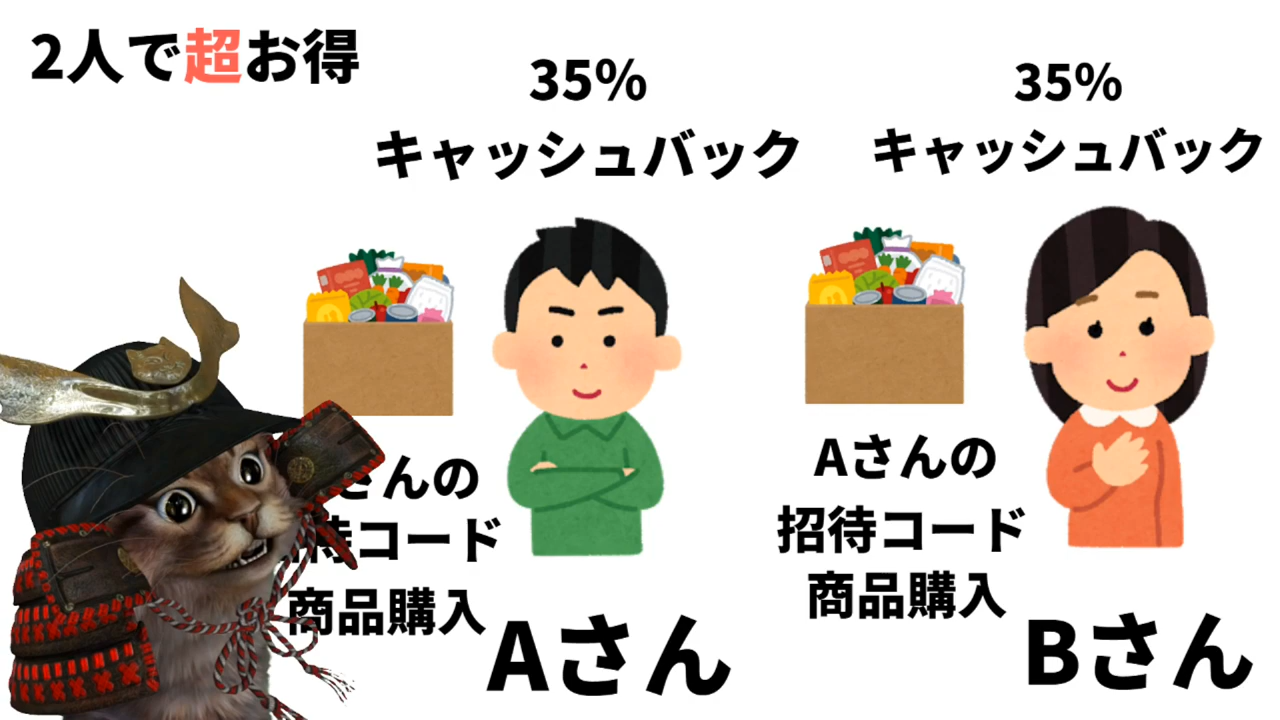 2人で超お得
35%
キャッシュバック
35%
キャッシュバック
さんの
待コード
商品購入
Aさん
Aさんの
招待コード
商品購入
Bさん